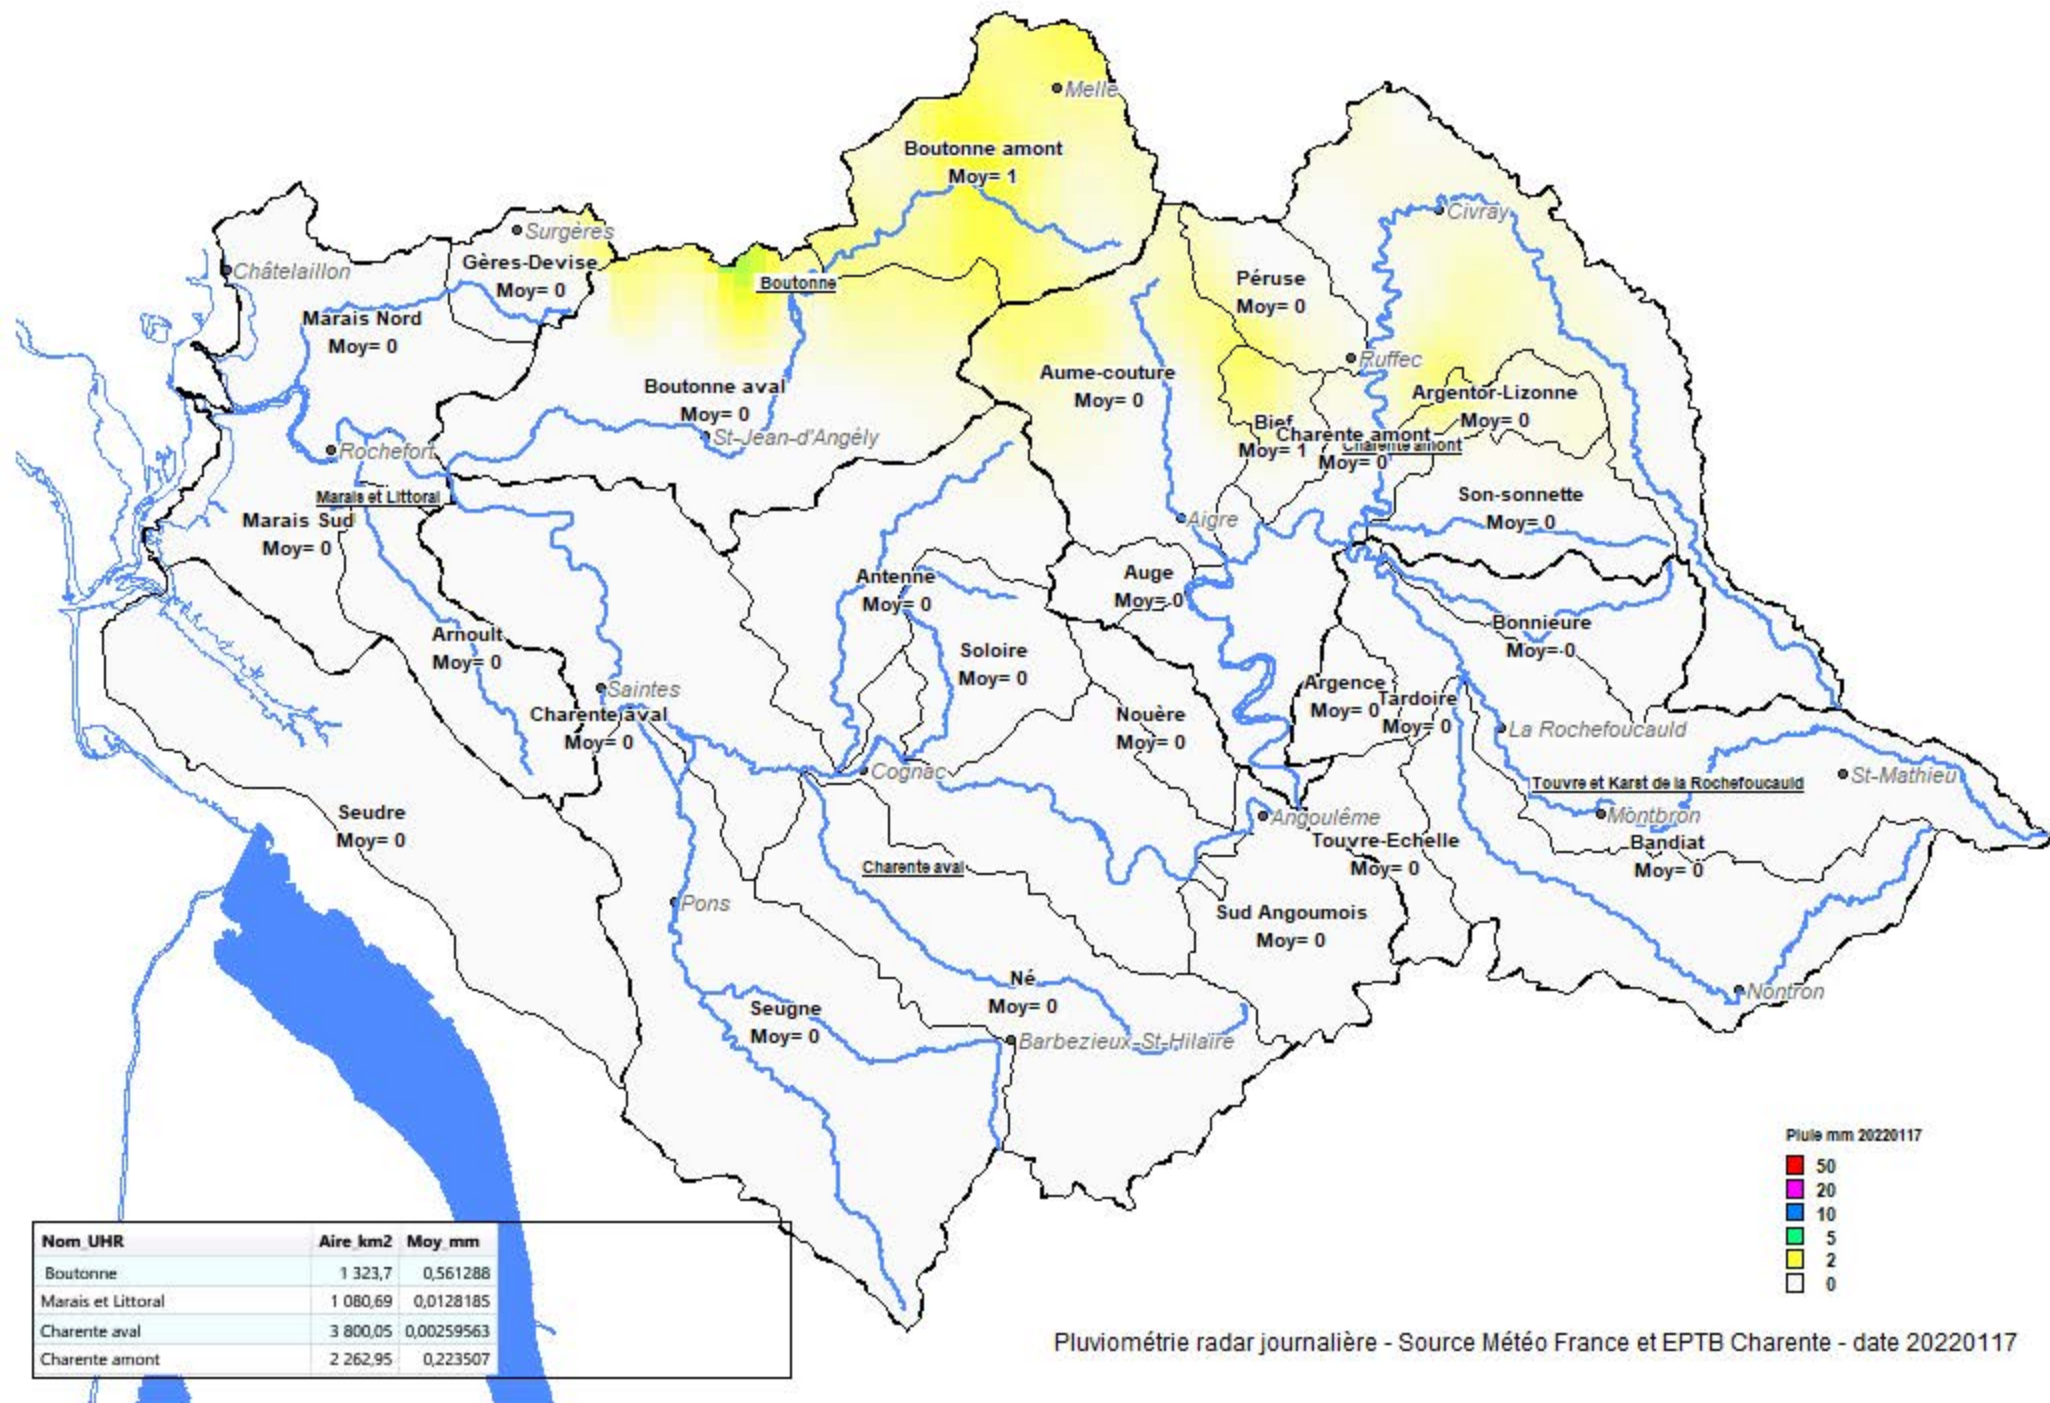 Melle
Boutonne amont
Moy= 1
Surgères
Civray
Châtelaillon
Gères-Devise
Moy= 0
Boutonne
Péruse
Moy= 0
Marais Nord
Moy= 0
Ruffec
Boutonne aval
Moy= 0
Aume-couture
Moy= 0
Argentor-Lizonne
Moy= 0
St-Jean-d'Angély
Bief
Moy= 1
Charente amont
Moy= 0
Charente amont
Rochefort
Marais et Littoral
Marais Sud
Moy= 0
Son-sonnette
Moy= 0
Aigre
Antenne
Moy= 0
Auge
Moy= 0
Bonnieure
Moy= 0
Arnoult
Moy= 0
Soloire
Moy= 0
Saintes
Charente aval
Moy= 0
Nouère
Moy= 0
Argence
Moy= 0
Tardoire
Moy= 0
La Rochefoucauld
Cognac
Touvre et Karst de la Rochefoucauld
St-Mathieu
Seudre
Moy= 0
Angoulême
Montbron
Touvre-Echelle
Moy= 0
Bandiat
Moy= 0
Charente aval
Pons
Sud Angoumois
Moy= 0
Né
Moy= 0
Nontron
Seugne
Moy= 0
Barbezieux-St-Hilaire
Pluie mm 20220117
50
20
10
5
2
0
Nom_UHR Aire_km2 Moy_mm
Boutonne 1 323,7 0,561288
Marais et Littoral 1 080,69 0,0128185
Charente aval 3 800,05 0,00259563
Charente amont 2 262,95 0,223507
Pluviométrie radar journalière - Source Météo France et EPTB Charente - date 20220117